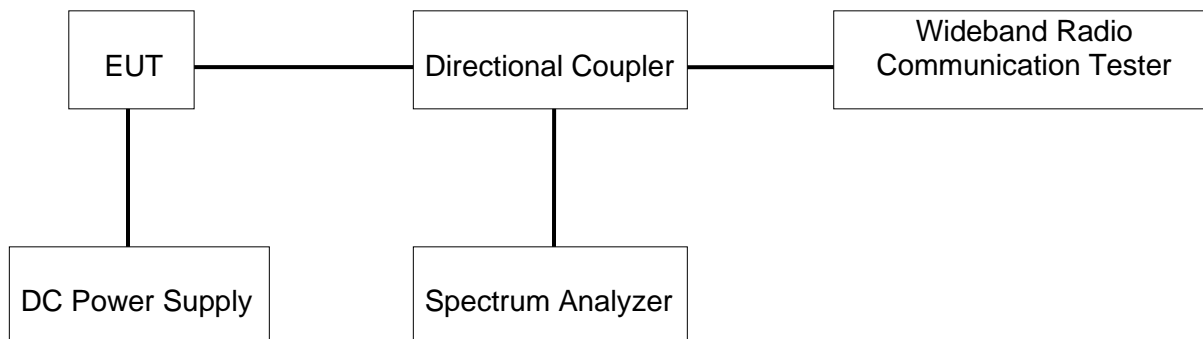 EUT
Directional Coupler
Wideband Radio
Communication Tester
DC Power Supply
Spectrum Analyzer